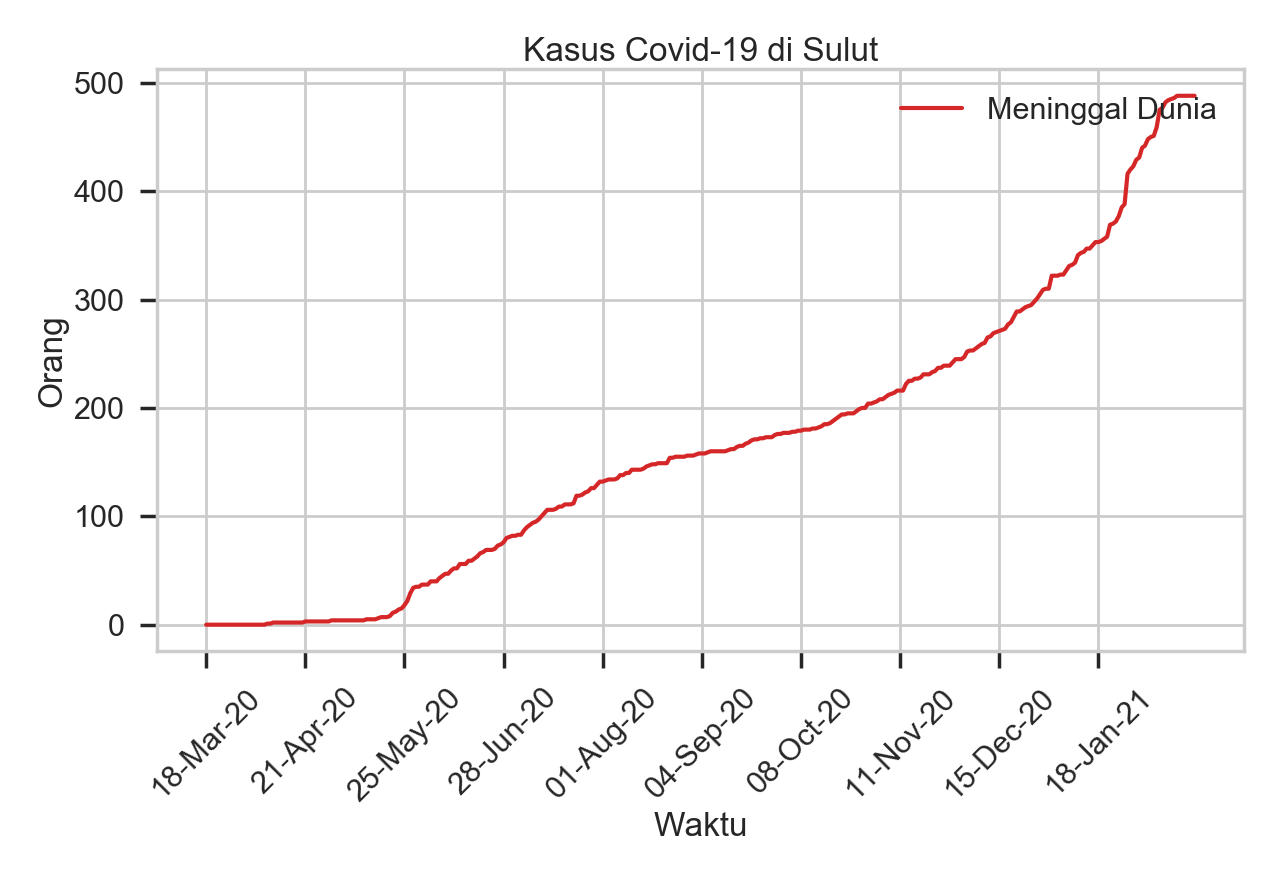 Kasus Covid-19 di Sulut
Meninggal Dunia
500
400
300
200
100
0
Orang
18-Mar-20
21-Apr-20
25-May-20
28-Jun-20
01-Aug-20
04-Sep-20
08-Oct-20
11-Nov-20
15-Dec-20
18-Jan-21
Waktu